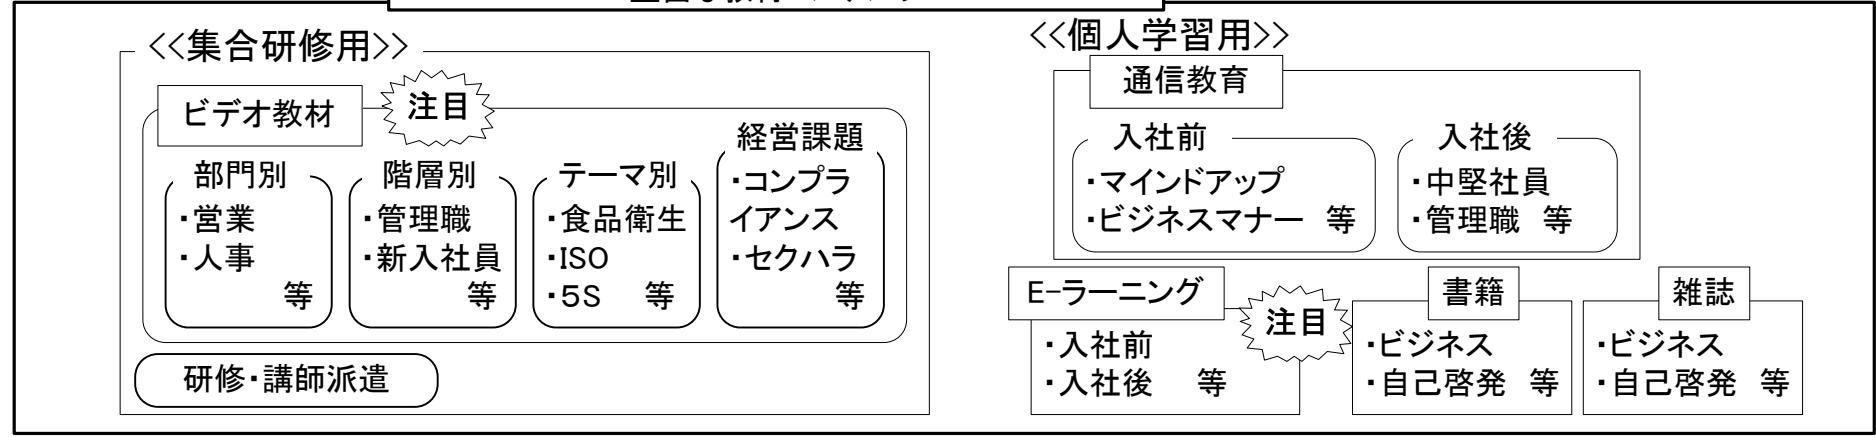 <<集合研修用>>
ビデオ教材
注目
部門別
・営業
・人事
等
階層別
・管理職
・新入社員
等
テーマ別
・食品衛生
・ISO
・5S 等
経営課題
・コンプラ
イアンス
・セクハラ
等
研修・講師派遣
<<個人学習用>>
通信教育
入社前
・マインドアップ
・ビジネスマナー 等
入社後
・中堅社員
・管理職 等
E-ラーニング
注目
・入社前
・入社後 等
書籍
・ビジネス
・自己啓発 等
雑誌
・ビジネス
・自己啓発 等